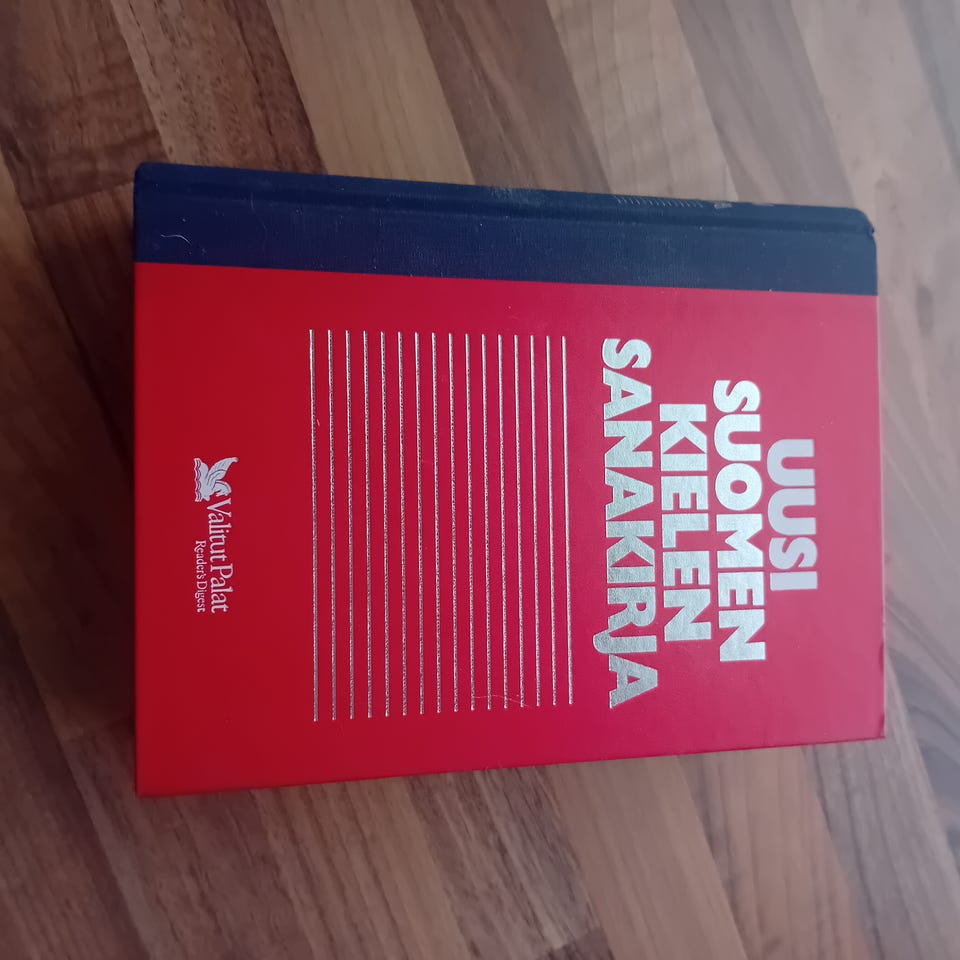 UUSI
SUOMEN
KIELEN
SANAKIRJA
Valitut Palat
Reader's Digest